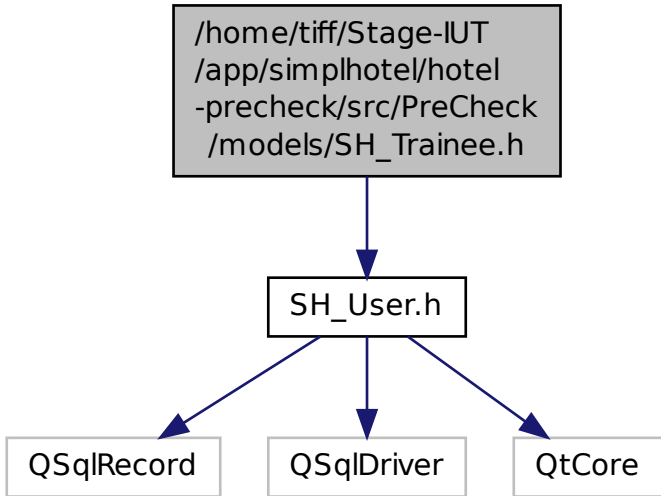 /home/tiff/Stage-IUT
/app/simplhotel/hotel
-precheck/src/PreCheck
/models/SH_Trainee.h
SH_User.h
QSqlRecord
QSqlDriver
QtCore